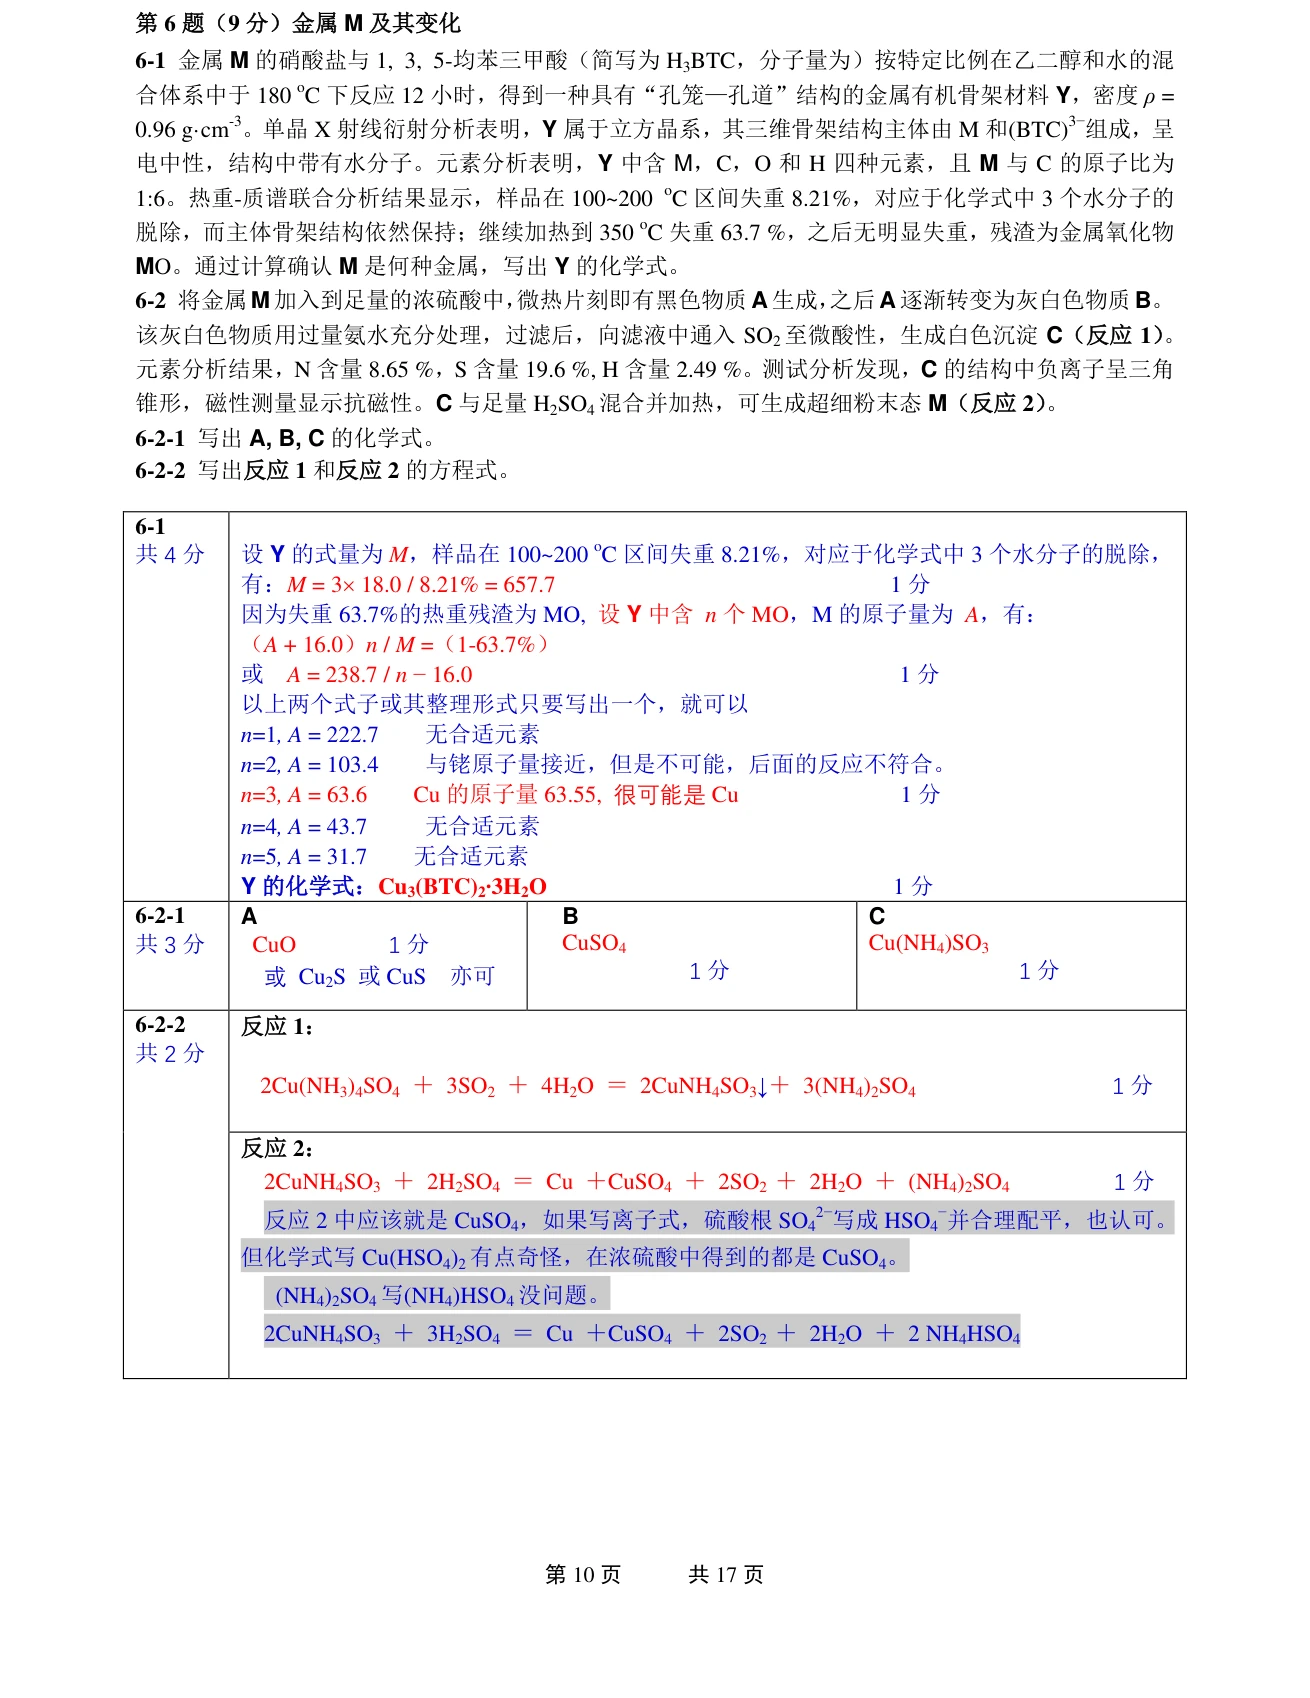 第 6 题（9 分）金属 M 及其变化
6-1 金属 M 的硝酸盐与 1, 3, 5-均苯三甲酸（简写为 H₃BTC，分子量为）按特定比例在乙二醇和水的混
合体系中于 180 ºC 下反应 12 小时，得到一种具有“孔笼—孔道”结构的金属有机骨架材料 Y，密度 ρ =
0.96 g·cm⁻³。单晶 X 射线衍射分析表明，Y 属于立方晶系，其三维骨架结构主体由 M 和(BTC)³⁻组成，呈
电中性，结构中带有水分子。元素分析表明，Y 中含 M，C，O 和 H 四种元素，且 M 与 C 的原子比为
1:6。热重-质谱联合分析结果显示，样品在 100~200 ºC 区间失重 8.21%，对应于化学式中 3 个水分子的
脱除，而主体骨架结构依然保持；继续加热到 350 ºC 失重 63.7 %，之后无明显失重，残渣为金属氧化物
MO。通过计算确认 M 是何种金属，写出 Y 的化学式。
6-2 将金属 M 加入到足量的浓硫酸中，微热片刻即有黑色物质 A 生成，之后 A 逐渐转变为灰白色物质 B。
该灰白色物质用过量氨水充分处理，过滤后，向滤液中通入 SO₂ 至微酸性，生成白色沉淀 C（反应 1）。
元素分析结果，N 含量 8.65 %，S 含量 19.6 %, H 含量 2.49 %。测试分析发现，C 的结构中负离子呈三角
锥形，磁性测量显示抗磁性。C 与足量 H₂SO₄ 混合并加热，可生成超细粉末态 M（反应 2）。
6-2-1 写出 A, B, C 的化学式。
6-2-2 写出反应 1 和反应 2 的方程式。
6-1
共 4 分
设 Y 的式量为 M，样品在 100~200 ºC 区间失重 8.21%，对应于化学式中 3 个水分子的脱除，
有：M = 3× 18.0 / 8.21% = 657.7 1 分
因为失重 63.7%的热重残渣为 MO, 设 Y 中含 n 个 MO，M 的原子量为 A，有：
（A + 16.0）n / M =（1-63.7%）
或 A = 238.7 / n − 16.0 1 分
以上两个式子或其整理形式只要写出一个，就可以
n=1, A = 222.7 无合适元素
n=2, A = 103.4 与铑原子量接近，但是不可能，后面的反应不符合。
n=3, A = 63.6 Cu 的原子量 63.55, 很可能是 Cu 1 分
n=4, A = 43.7 无合适元素
n=5, A = 31.7 无合适元素
Y 的化学式：Cu₃(BTC)₂·3H₂O 1 分
6-2-1
共 3 分
A
CuO 1 分
或 Cu₂S 或 CuS 亦可
B
CuSO₄
1 分
C
Cu(NH₄)SO₃
1 分
6-2-2
共 2 分
反应 1：
2Cu(NH₃)₄SO₄ ＋ 3SO₂ ＋ 4H₂O ＝ 2CuNH₄SO₃↓＋ 3(NH₄)₂SO₄ 1 分
反应 2：
2CuNH₄SO₃ ＋ 2H₂SO₄ ＝ Cu ＋CuSO₄ ＋ 2SO₂ ＋ 2H₂O ＋ (NH₄)₂SO₄ 1 分
反应 2 中应该就是 CuSO₄，如果写离子式，硫酸根 SO₄²⁻写成 HSO₄⁻并合理配平，也认可。
但化学式写 Cu(HSO₄)₂ 有点奇怪，在浓硫酸中得到的都是 CuSO₄。
(NH₄)₂SO₄ 写(NH₄)HSO₄ 没问题。
2CuNH₄SO₃ ＋ 3H₂SO₄ ＝ Cu ＋CuSO₄ ＋ 2SO₂ ＋ 2H₂O ＋ 2 NH₄HSO₄
第 10 页 共 17 页